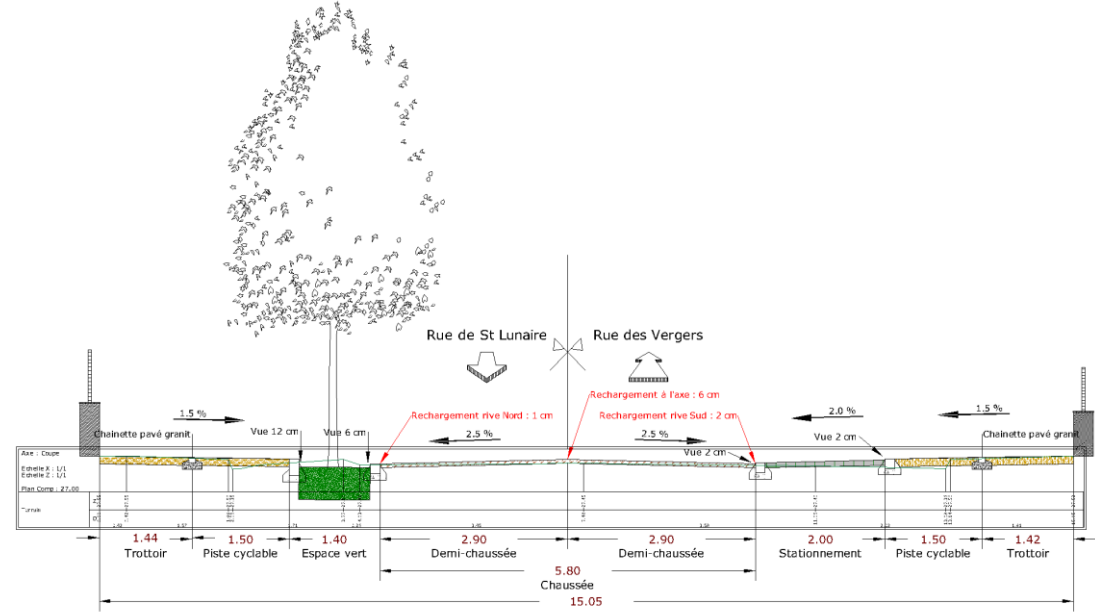 Rue de St Lunaire
Rue des Vergers
Rechargement à l'axe : 6 cm
Rechargement rive Nord : 1 cm
Rechargement rive Sud : 2 cm
1.5 %
2.0 %
1.5 %
Chainette pavé granit
Vue 12 cm
Vue 6 cm
2.5 %
2.5 %
Vue 2 cm
Chainette pavé granit
Vue 2 cm
Axe : Coupe
Echelle X : 1/1
Echelle Z : 1/1
Plan Comp : 27.00
1.44
1.50
1.40
2.90
2.90
2.00
1.50
1.42
Trottoir
Piste cyclable
Espace vert
Demi-chaussée
Demi-chaussée
Stationnement
Piste cyclable
Trottoir
5.80
Chaussée
15.05